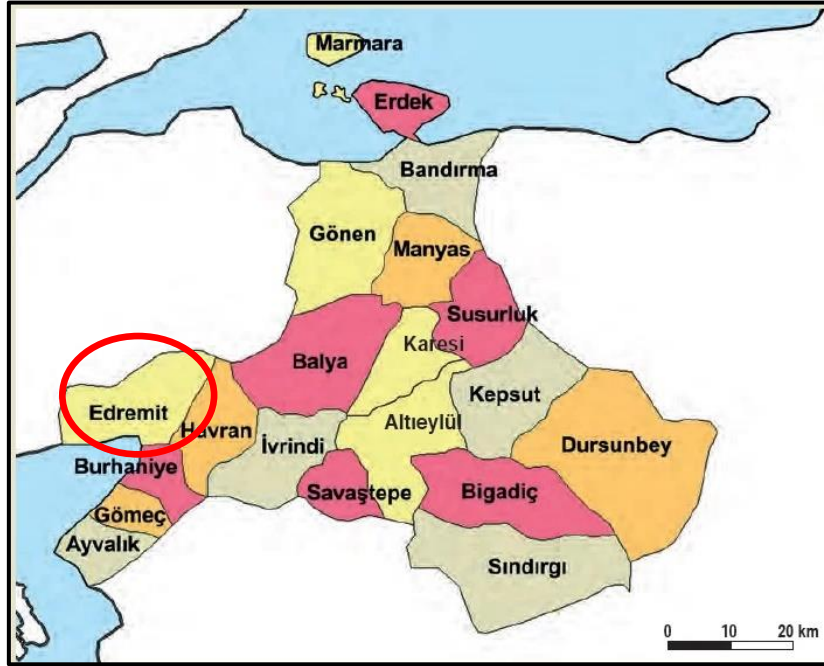 Marmara
Erdek
Bandırma
Gönen
Manyas
Susurluk
Karesi
Balya
Kepsut
Edremit
Altıeylül
Havran
İvrindi
Dursunbey
Burhaniye
Savaştepe
Bigadiç
Gömeç
Ayvalık
Sındırgı
0 10 20 km